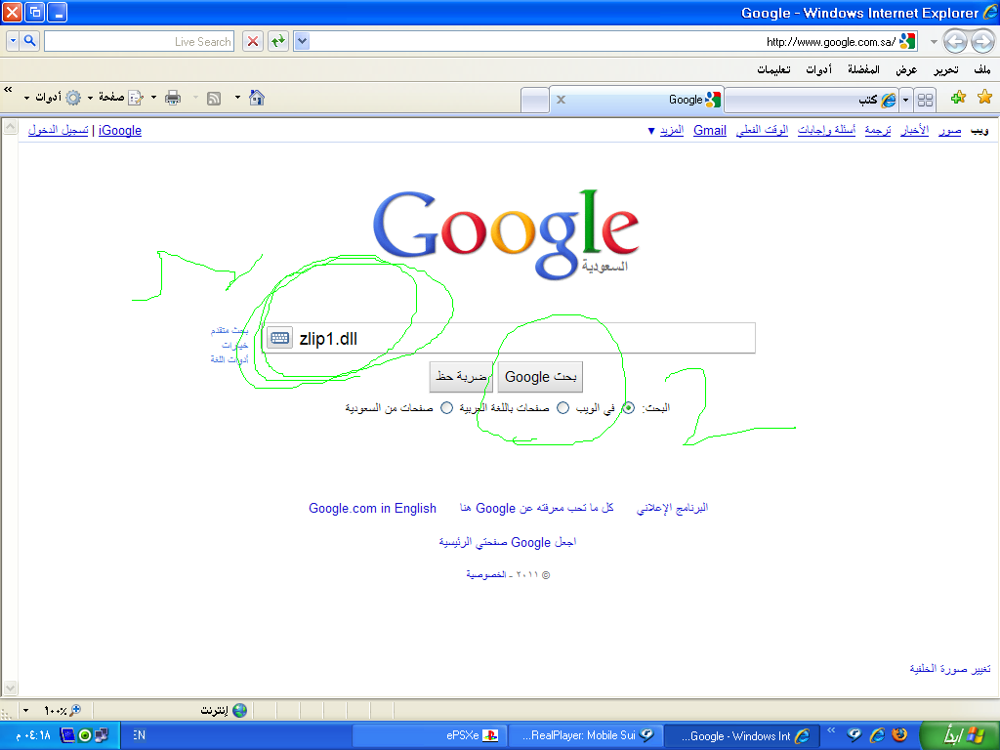 Google - Windows Internet Explorer
http://www.google.com.sa/
Live Search
ملف تحرير عرض المفضلة أدوات تعليمات
كتب
Google
صفحة أدوات
ويب صور الأخبار ترجمة أسئلة وإجابات الوقت الفعلي Gmail المزيد ▼
iGoogle | تسجيل الدخول
Google
السعودية
zlip1.dll
بحث متقدم
خيارات
أدوات اللغة
بحث Google ضربة حظ
البحث: في الويب صفحات باللغة العربية صفحات من السعودية
2
البرنامج الإعلاني كل ما تحب معرفته عن Google هنا Google.com in English
اجعل Google صفحتي الرئيسية
© ٢٠١١ - الخصوصية
تغيير صورة الخلفية
إنترنت
١٠٠%
ابدأ
Google - Windows Int...
RealPlayer: Mobile Sui...
ePSXe
EN
٠٤:١٨ م